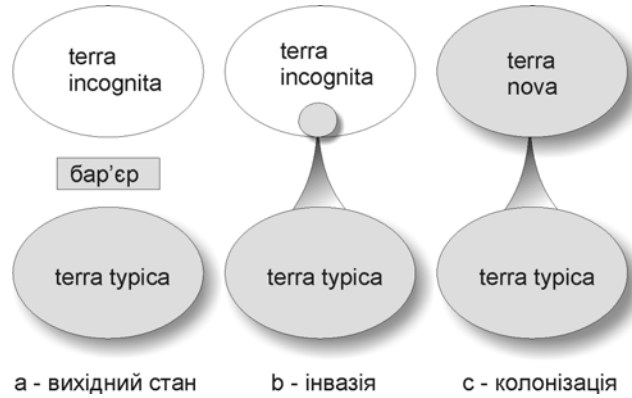 terra
incognita
terra
incognita
terra
nova
бар'єр
terra typica
terra typica
terra typica
a - вихідний стан
b - інвазія
c - колонізація